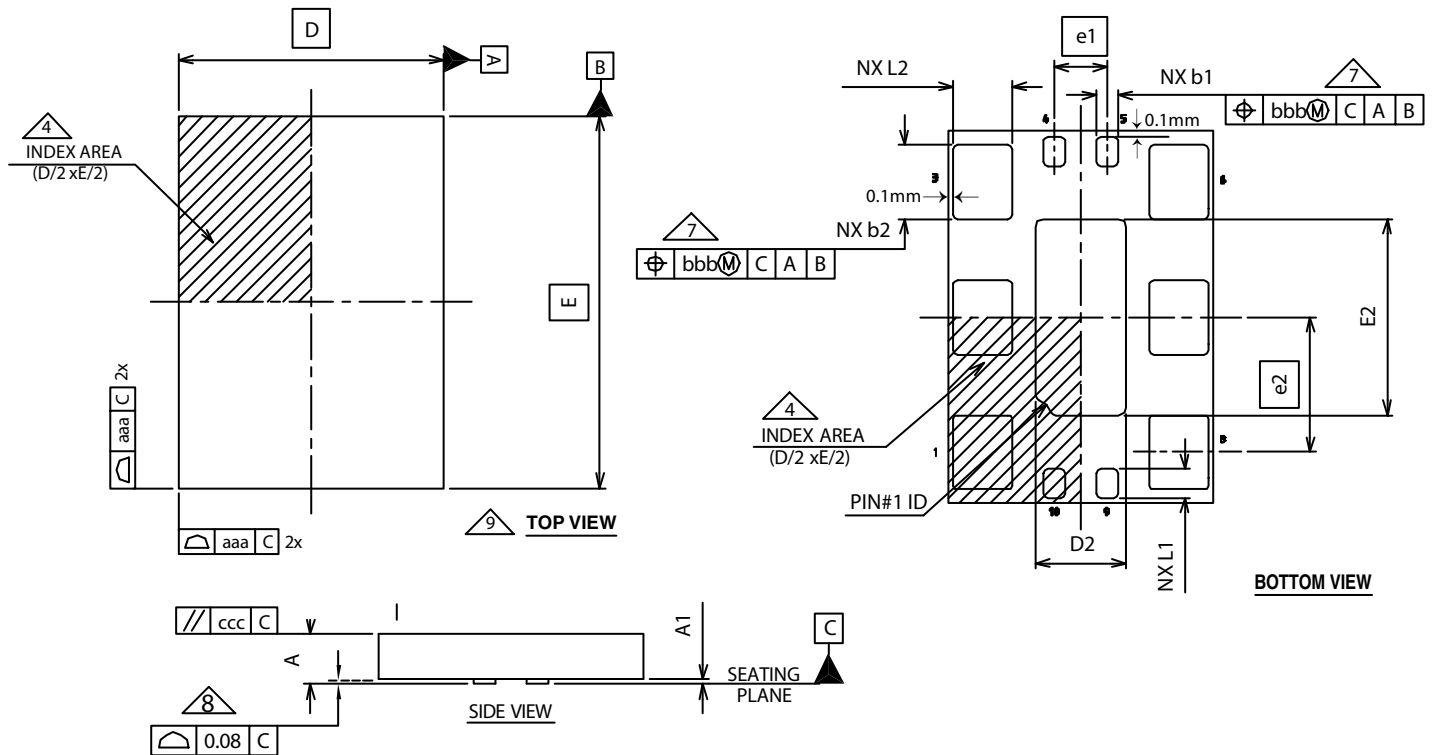 D
A
B
4
INDEX AREA
(D/2 xE/2)
E
aaa C 2x
aaa C 2x
9 TOP VIEW
e1
NX L2
NX b1
7
bbb M C A B
4
5
0.1mm
3
0.1mm
NX b2
7
bbb M C A B
E2
e2
4
INDEX AREA
(D/2 xE/2)
1
PIN#1 ID
10
9
D2
NX L1
BOTTOM VIEW
ccc C
A
A1
C
SEATING
PLANE
8
0.08 C
SIDE VIEW